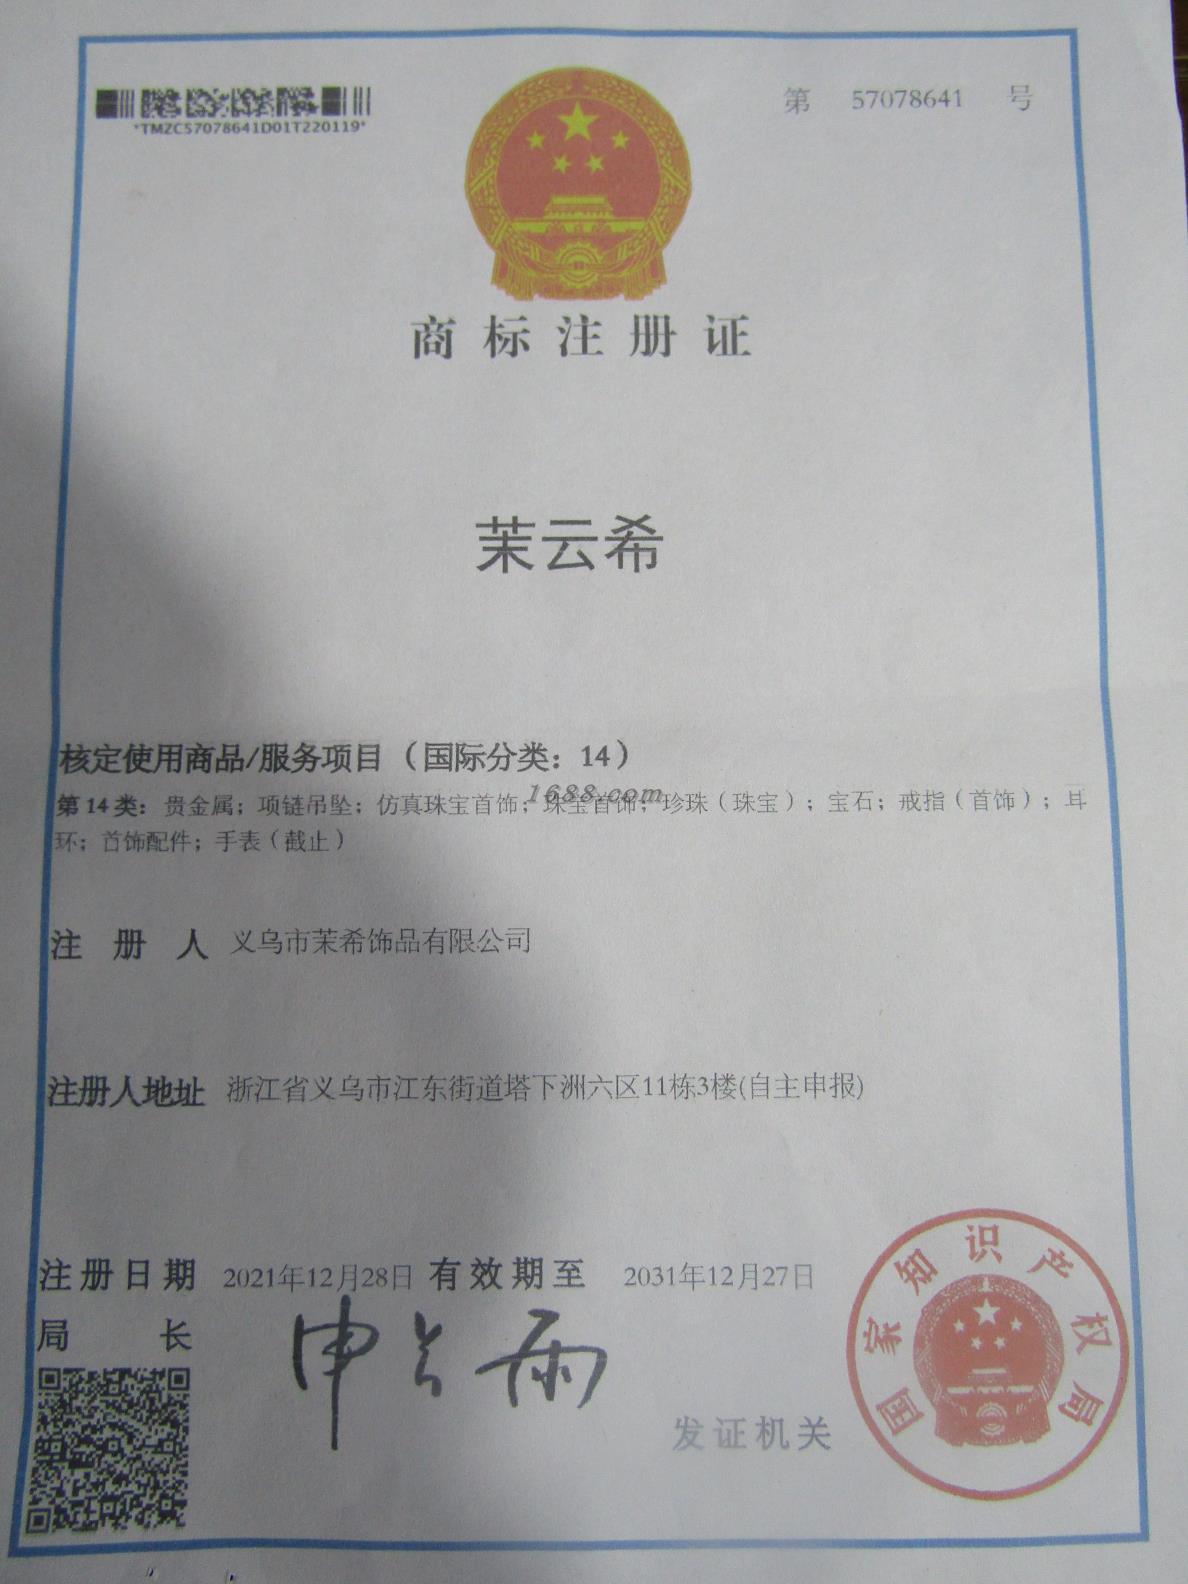 第 57078641 号
*TMZC57078641D01T220119*
商标注册证
茉云希
核定使用商品/服务项目（国际分类：14）
1688.com
第14类：贵金属；项链吊坠；仿真珠宝首饰；珠宝首饰；珍珠（珠宝）；宝石；戒指（首饰）；耳
环；首饰配件；手表（截止）
注册人 义乌市茉希饰品有限公司
注册人地址 浙江省义乌市江东街道塔下洲六区11栋3楼(自主申报)
注册日期 2021年12月28日 有效期至 2031年12月27日
局长 申长雨
发证机关
国家知识产权局